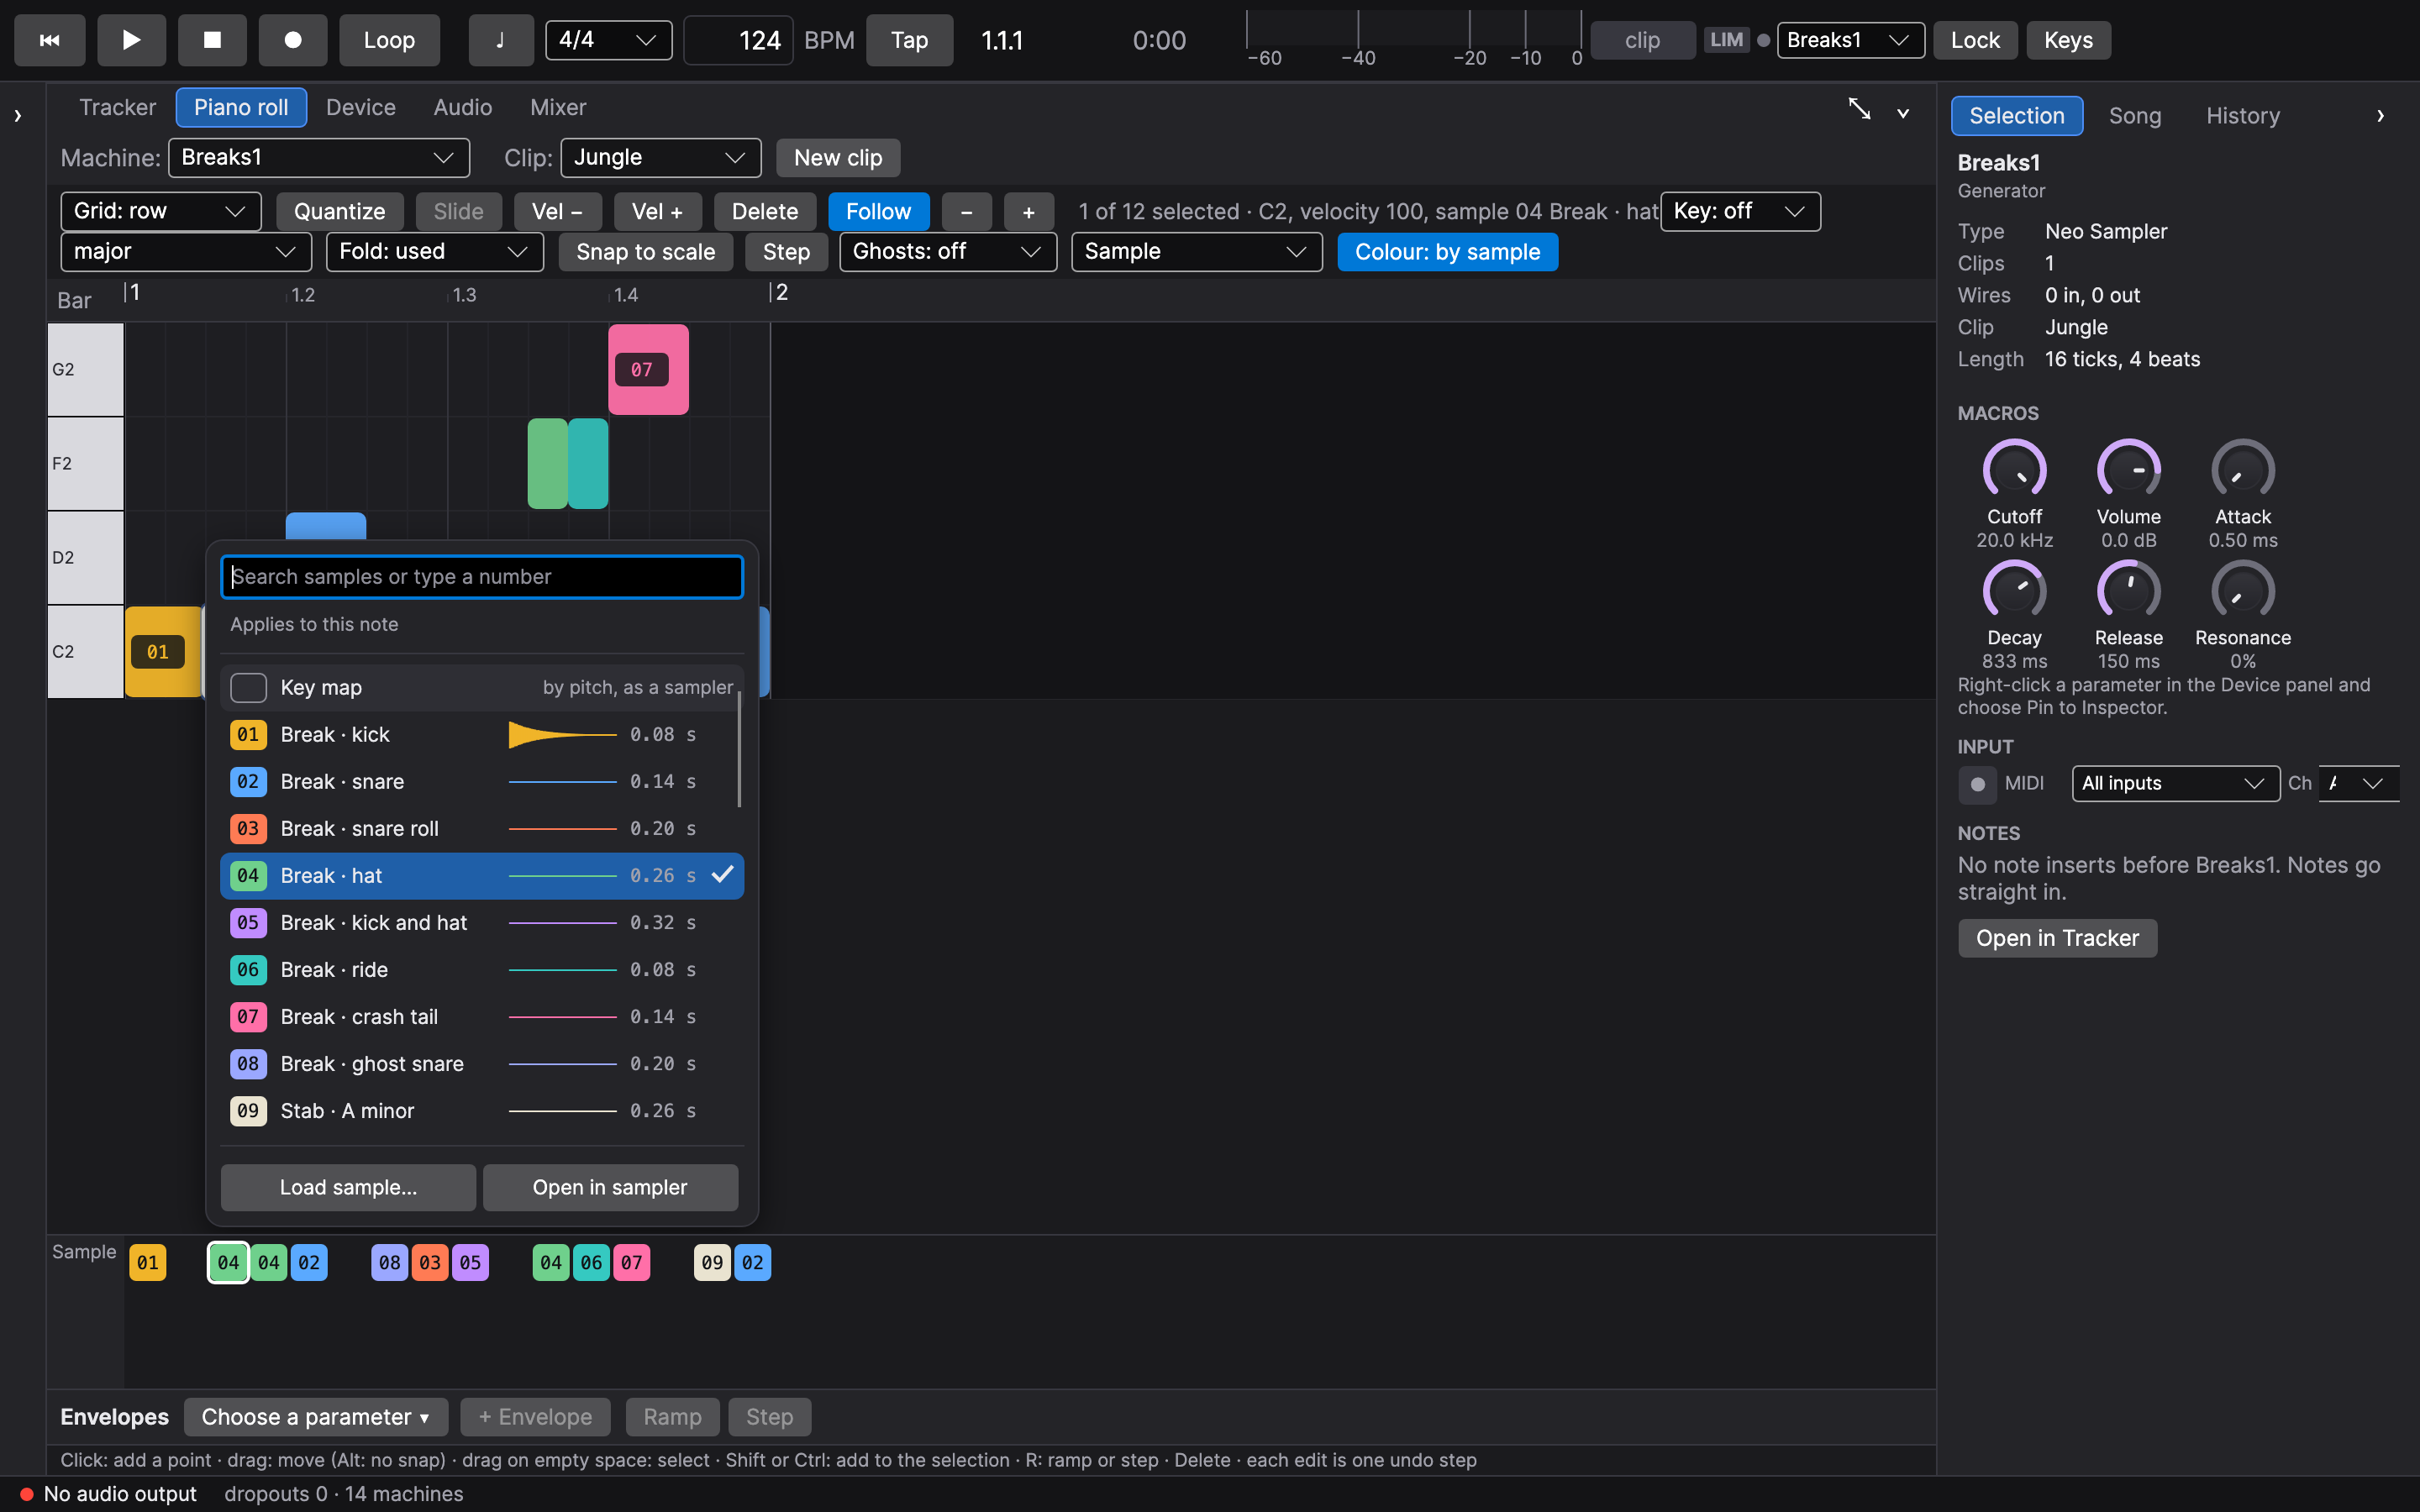 Loop
4/4
124 BPM
Tap
1.1.1
0:00
−60 −40 −20 −10 0
clip
LIM
Breaks1
Lock
Keys
Tracker
Piano roll
Device
Audio
Mixer
Machine: Breaks1
Clip: Jungle
New clip
Grid: row
Quantize
Slide
Vel −
Vel +
Delete
Follow
−
+
1 of 12 selected · C2, velocity 100, sample 04 Break · hat
Key: off
major
Fold: used
Snap to scale
Step
Ghosts: off
Sample
Colour: by sample
Bar
1
1.2
1.3
1.4
2
G2
07
F2
D2
C2
01
Search samples or type a number
Applies to this note
Key map by pitch, as a sampler
01 Break · kick 0.08 s
02 Break · snare 0.14 s
03 Break · snare roll 0.20 s
04 Break · hat 0.26 s
05 Break · kick and hat 0.32 s
06 Break · ride 0.08 s
07 Break · crash tail 0.14 s
08 Break · ghost snare 0.20 s
09 Stab · A minor 0.26 s
Load sample...
Open in sampler
Sample 01 04 04 02 08 03 05 04 06 07 09 02
Envelopes
Choose a parameter ▾
+ Envelope
Ramp
Step
Click: add a point · drag: move (Alt: no snap) · drag on empty space: select · Shift or Ctrl: add to the selection · R: ramp or step · Delete · each edit is one undo step
No audio output
dropouts 0 · 14 machines
Selection
Song
History
Breaks1
Generator
Type Neo Sampler
Clips 1
Wires 0 in, 0 out
Clip Jungle
Length 16 ticks, 4 beats
MACROS
Cutoff Volume Attack
20.0 kHz 0.0 dB 0.50 ms
Decay Release Resonance
833 ms 150 ms 0%
Right-click a parameter in the Device panel and
choose Pin to Inspector.
INPUT
MIDI All inputs Ch
NOTES
No note inserts before Breaks1. Notes go
straight in.
Open in Tracker